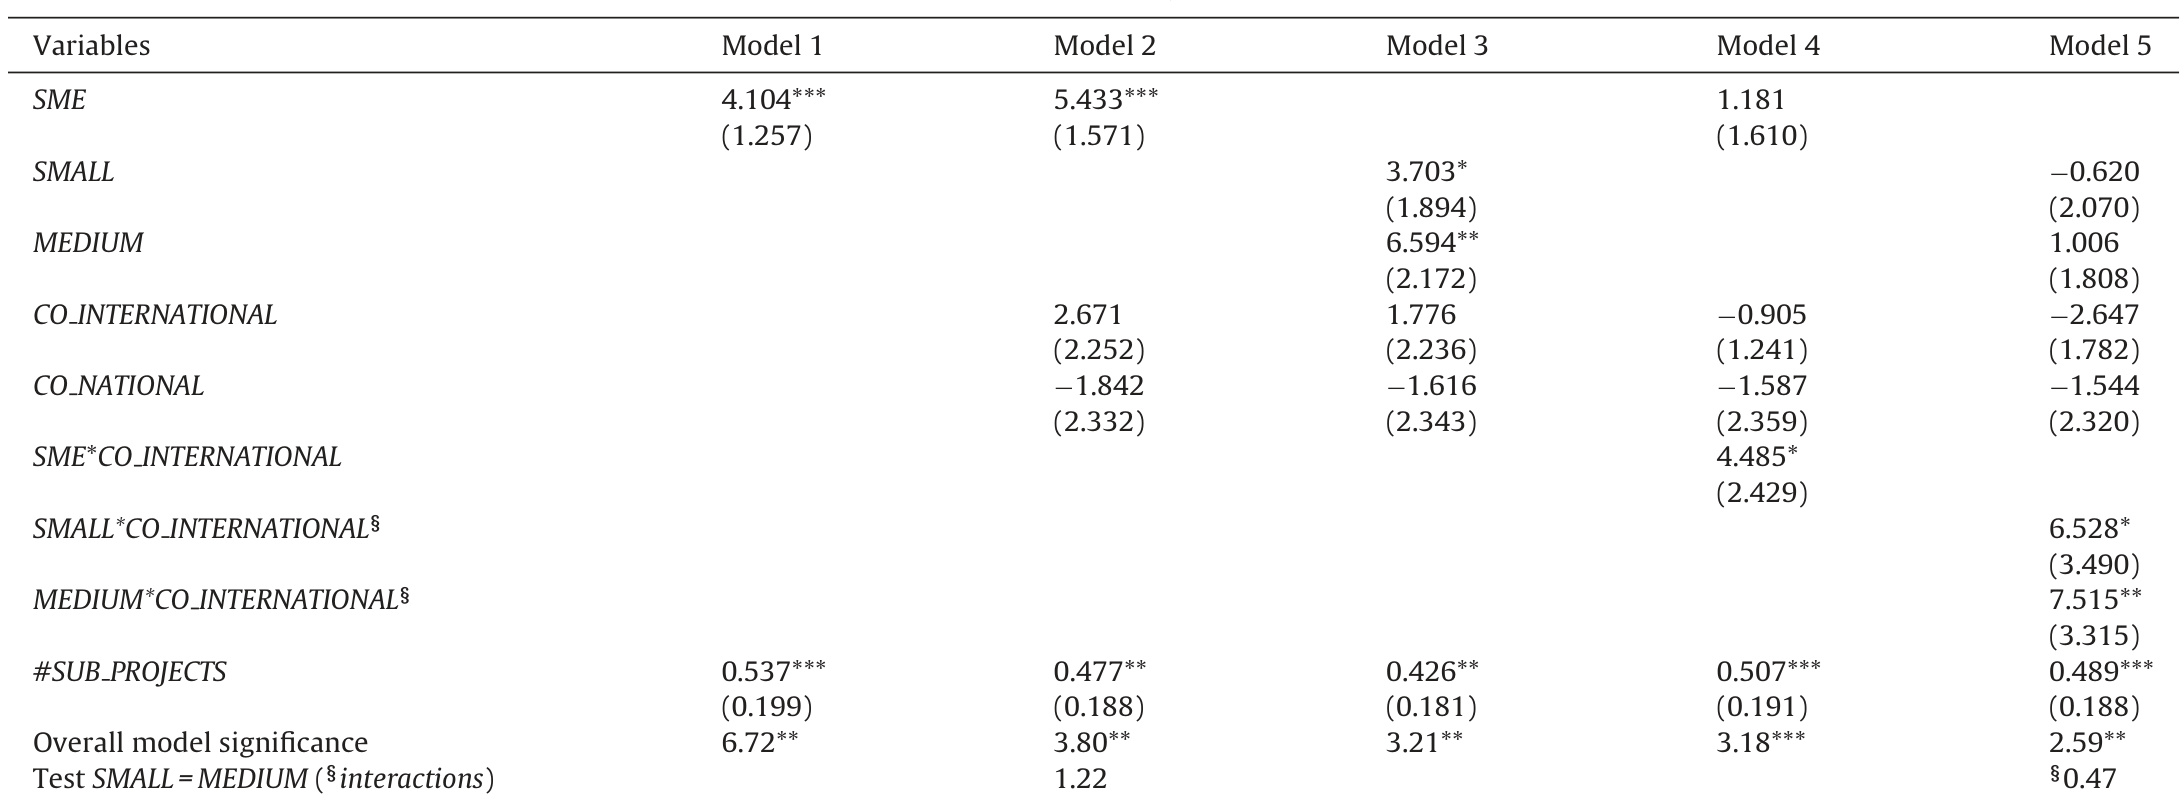 Variables Model 1 Model 2 Model 3 Model 4 Model 5
SME 4.104*** 5.433*** 1.181
(1.257) (1.571) (1.610)
SMALL 3.703* −0.620
(1.894) (2.070)
MEDIUM 6.594** 1.006
(2.172) (1.808)
CO_INTERNATIONAL 2.671 1.776 −0.905 −2.647
(2.252) (2.236) (1.241) (1.782)
CO_NATIONAL −1.842 −1.616 −1.587 −1.544
(2.332) (2.343) (2.359) (2.320)
SME*CO_INTERNATIONAL 4.485*
(2.429)
SMALL*CO_INTERNATIONAL§ 6.528*
(3.490)
MEDIUM*CO_INTERNATIONAL§ 7.515**
(3.315)
#SUB_PROJECTS 0.537*** 0.477** 0.426** 0.507*** 0.489***
(0.199) (0.188) (0.181) (0.191) (0.188)
Overall model significance 6.72** 3.80** 3.21** 3.18*** 2.59**
Test SMALL = MEDIUM (§interactions) 1.22 §0.47